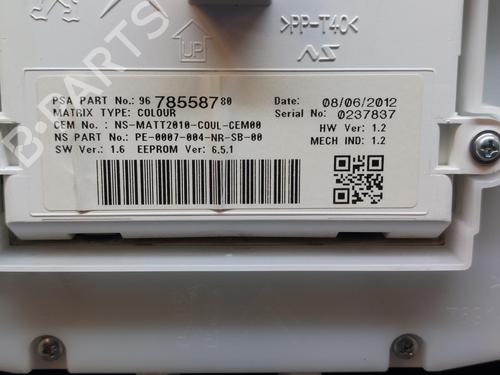 UP
>PP-T40<
NS
PSA PART No.: 96 785587 80
Date: 08/06/2012
MATRIX TYPE: COLOUR
Serial No: 0237837
CEM No. : NS-MATT2010-COUL-CEM00
HW Ver: 1.2
NS PART No.: PE-0007-004-NR-SB-00
MECH IND: 1.2
SW Ver.: 1.6 EEPROM Ver: 6.5.1
B-PARTS